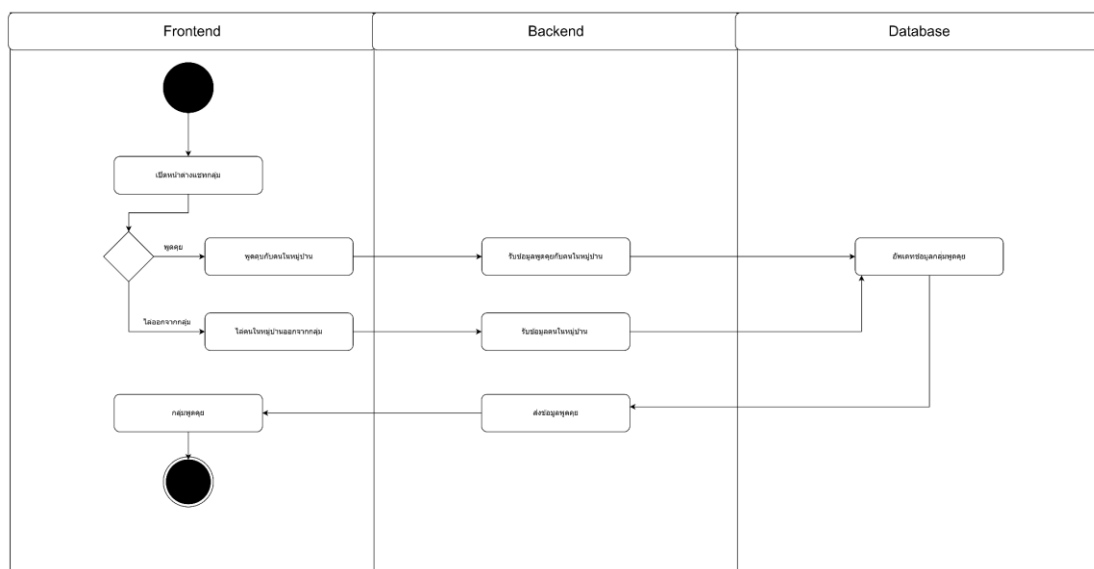 Frontend
Backend
Database
เปิดหน้าต่างแชทกลุ่ม
พูดคุย
พูดคุยกับคนในหมู่บ้าน
รับข้อมูลพูดคุยกับคนในหมู่บ้าน
อัพเดทข้อมูลกลุ่มพูดคุย
ไล่ออกจากกลุ่ม
ไล่คนในหมู่บ้านออกจากกลุ่ม
รับข้อมูลคนในหมู่บ้าน
กลุ่มพูดคุย
ส่งข้อมูลพูดคุย